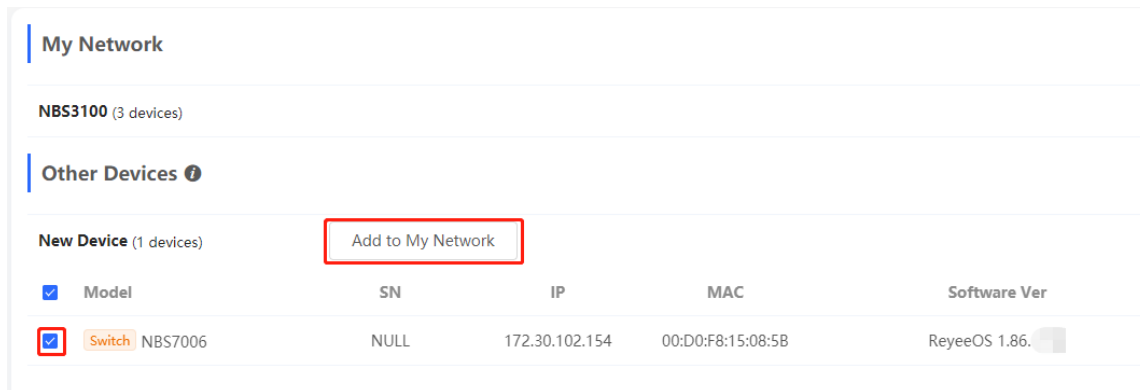 My Network
NBS3100 (3 devices)
Other Devices
New Device (1 devices) Add to My Network
Model SN IP MAC Software Ver
Switch NBS7006 NULL 172.30.102.154 00:D0:F8:15:08:5B ReyeeOS 1.86.